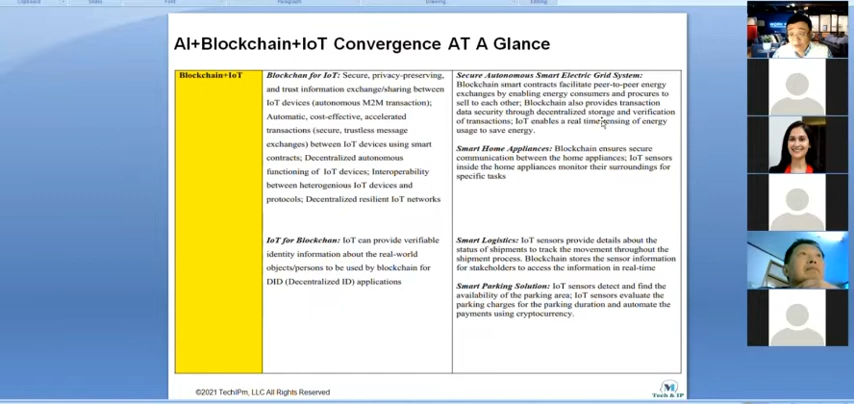 Clipboard
Slides
Font
Paragraph
Drawing
Editing
AI+Blockchain+IoT Convergence AT A Glance
Blockchain+IoT
Blockchan for IoT: Secure, privacy-preserving,
and trust information exchange/sharing between
IoT devices (autonomous M2M transaction);
Automatic, cost-effective, accelerated
transactions (secure, trustless message
exchanges) between IoT devices using smart
contracts; Decentralized autonomous
functioning of IoT devices; Interoperability
between heterogenious IoT devices and
protocols; Decentralized resilient IoT networks
Secure Autonomous Smart Electric Grid System:
Blockchain smart contracts facilitate peer-to-peer energy
exchanges by enabling energy consumers and procures to
sell to each other; Blockchain also provides transaction
data security through decentralized storage and verification
of transactions; IoT enables a real time sensing of energy
usage to save energy.
Smart Home Appliances: Blockchain ensures secure
communication between the home appliances; IoT sensors
inside the home appliances monitor their surroundings for
specific tasks
IoT for Blockchan: IoT can provide verifiable
identity information about the real-world
objects/persons to be used by blockchain for
DID (Decentralized ID) applications
Smart Logistics: IoT sensors provide details about the
status of shipments to track the movement throughout the
shipment process. Blockchain stores the sensor information
for stakeholders to access the information in real-time
Smart Parking Solution: IoT sensors detect and find the
availability of the parking area; IoT sensors evaluate the
parking charges for the parking duration and automate the
payments using cryptocurrency.
©2021 TechIPm, LLC All Rights Reserved
M
Tech & IP